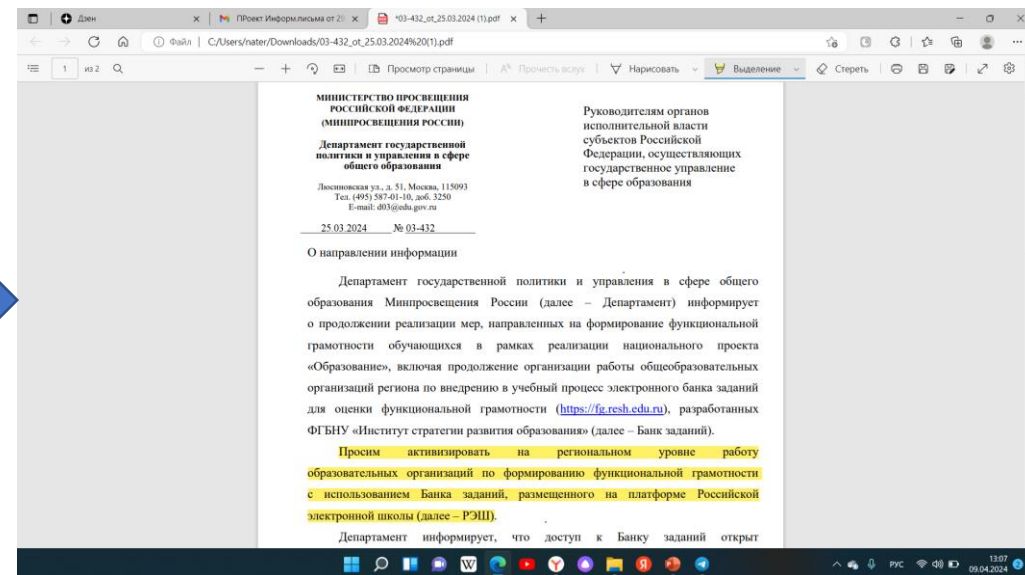 Дзен
ПРоект Информ.письма от 29
*03-432_ot_25.03.2024 (1).pdf
Файл | C:/Users/nater/Downloads/03-432_ot_25.03.2024%20(1).pdf
1 из 2
Просмотр страницы
Прочесть вслух
Нарисовать
Выделение
Стереть
МИНИСТЕРСТВО ПРОСВЕЩЕНИЯ
РОССИЙСКОЙ ФЕДЕРАЦИИ
(МИНПРОСВЕЩЕНИЯ РОССИИ)
Департамент государственной
политики и управления в сфере
общего образования
Люсиновская ул., д. 51, Москва, 115093
Тел. (495) 587-01-10, доб. 3250
E-mail: d03@edu.gov.ru
25.03.2024 № 03-432
Руководителям органов
исполнительной власти
субъектов Российской
Федерации, осуществляющих
государственное управление
в сфере образования
О направлении информации
Департамент государственной политики и управления в сфере общего
образования Минпросвещения России (далее – Департамент) информирует
о продолжении реализации мер, направленных на формирование функциональной
грамотности обучающихся в рамках реализации национального проекта
«Образование», включая продолжение организации работы общеобразовательных
организаций региона по внедрению в учебный процесс электронного банка заданий
для оценки функциональной грамотности (https://fg.resh.edu.ru), разработанных
ФГБНУ «Институт стратегии развития образования» (далее – Банк заданий).
Просим активизировать на региональном уровне работу
образовательных организаций по формированию функциональной грамотности
с использованием Банка заданий, размещенного на платформе Российской
электронной школы (далее – РЭШ).
Департамент информирует, что доступ к Банку заданий открыт
РУС
13:07
09.04.2024